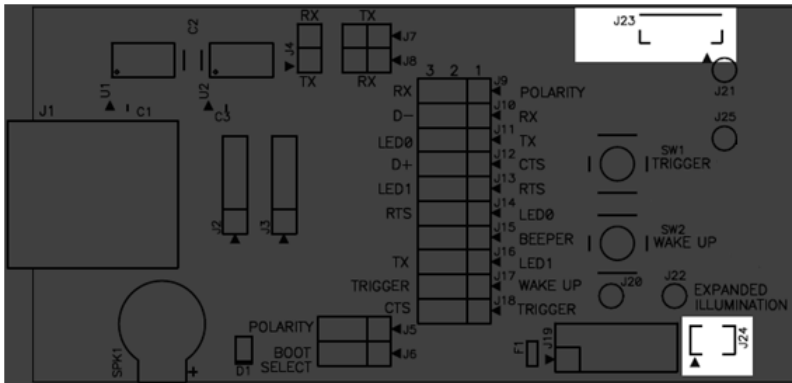 RX TX J23
C2 J4 J7
J8
TX RX
3 2 1
U1 C1 U2 C3
RX J9 POLARITY J21
J1 D- J10 RX
LED0 J11 TX J25
D+ J12 CTS SW1 TRIGGER
LED1 J13 RTS
J2 J3 RTS J14 LED0
J15 BEEPER SW2 WAKE UP
TX J16 LED1
TRIGGER J17 WAKE UP J20 J22 EXPANDED
CTS J18 TRIGGER ILLUMINATION
POLARITY J5
BOOT J6 F1 J19 J24
SELECT
SPK1 + D1